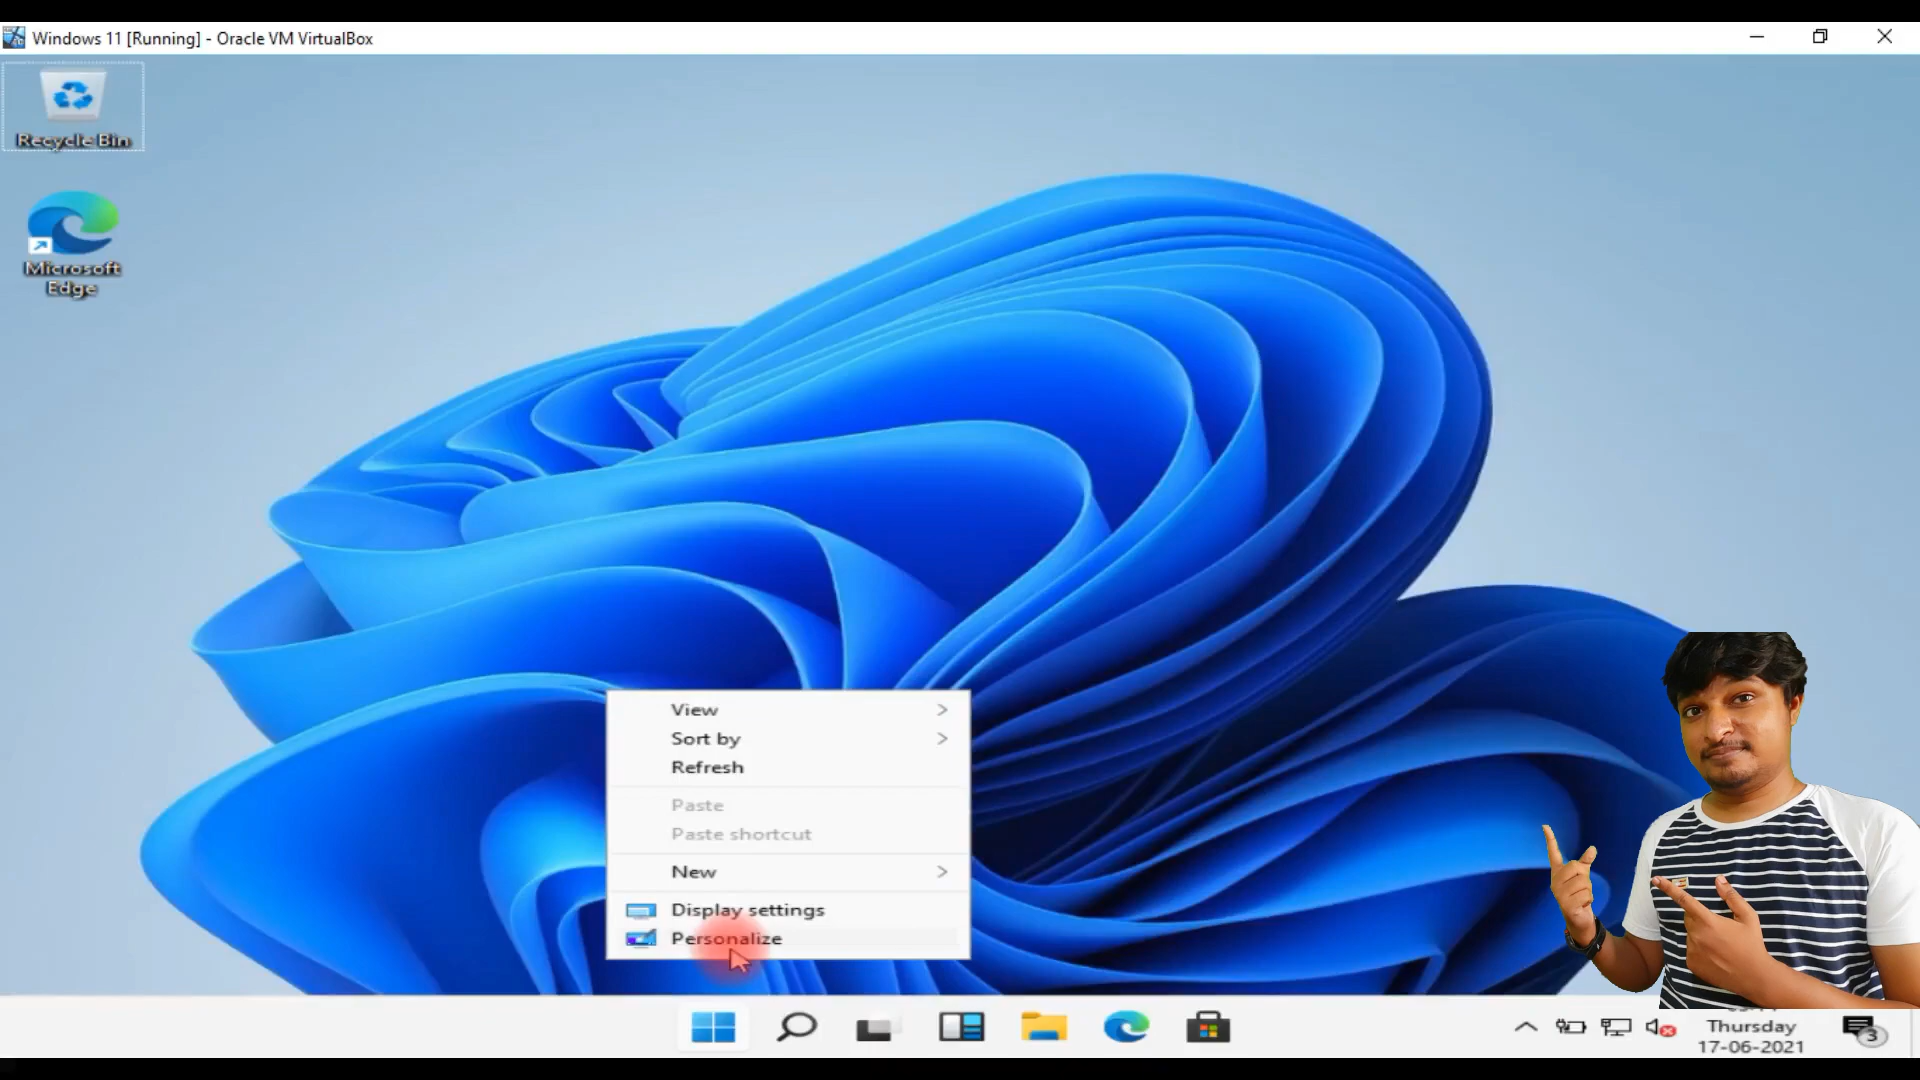 Windows 11 [Running] - Oracle VM VirtualBox
Recycle Bin
Microsoft
Edge
View
Sort by
Refresh
Paste
Paste shortcut
New
Display settings
Personalize
Thursday
17-06-2021
3